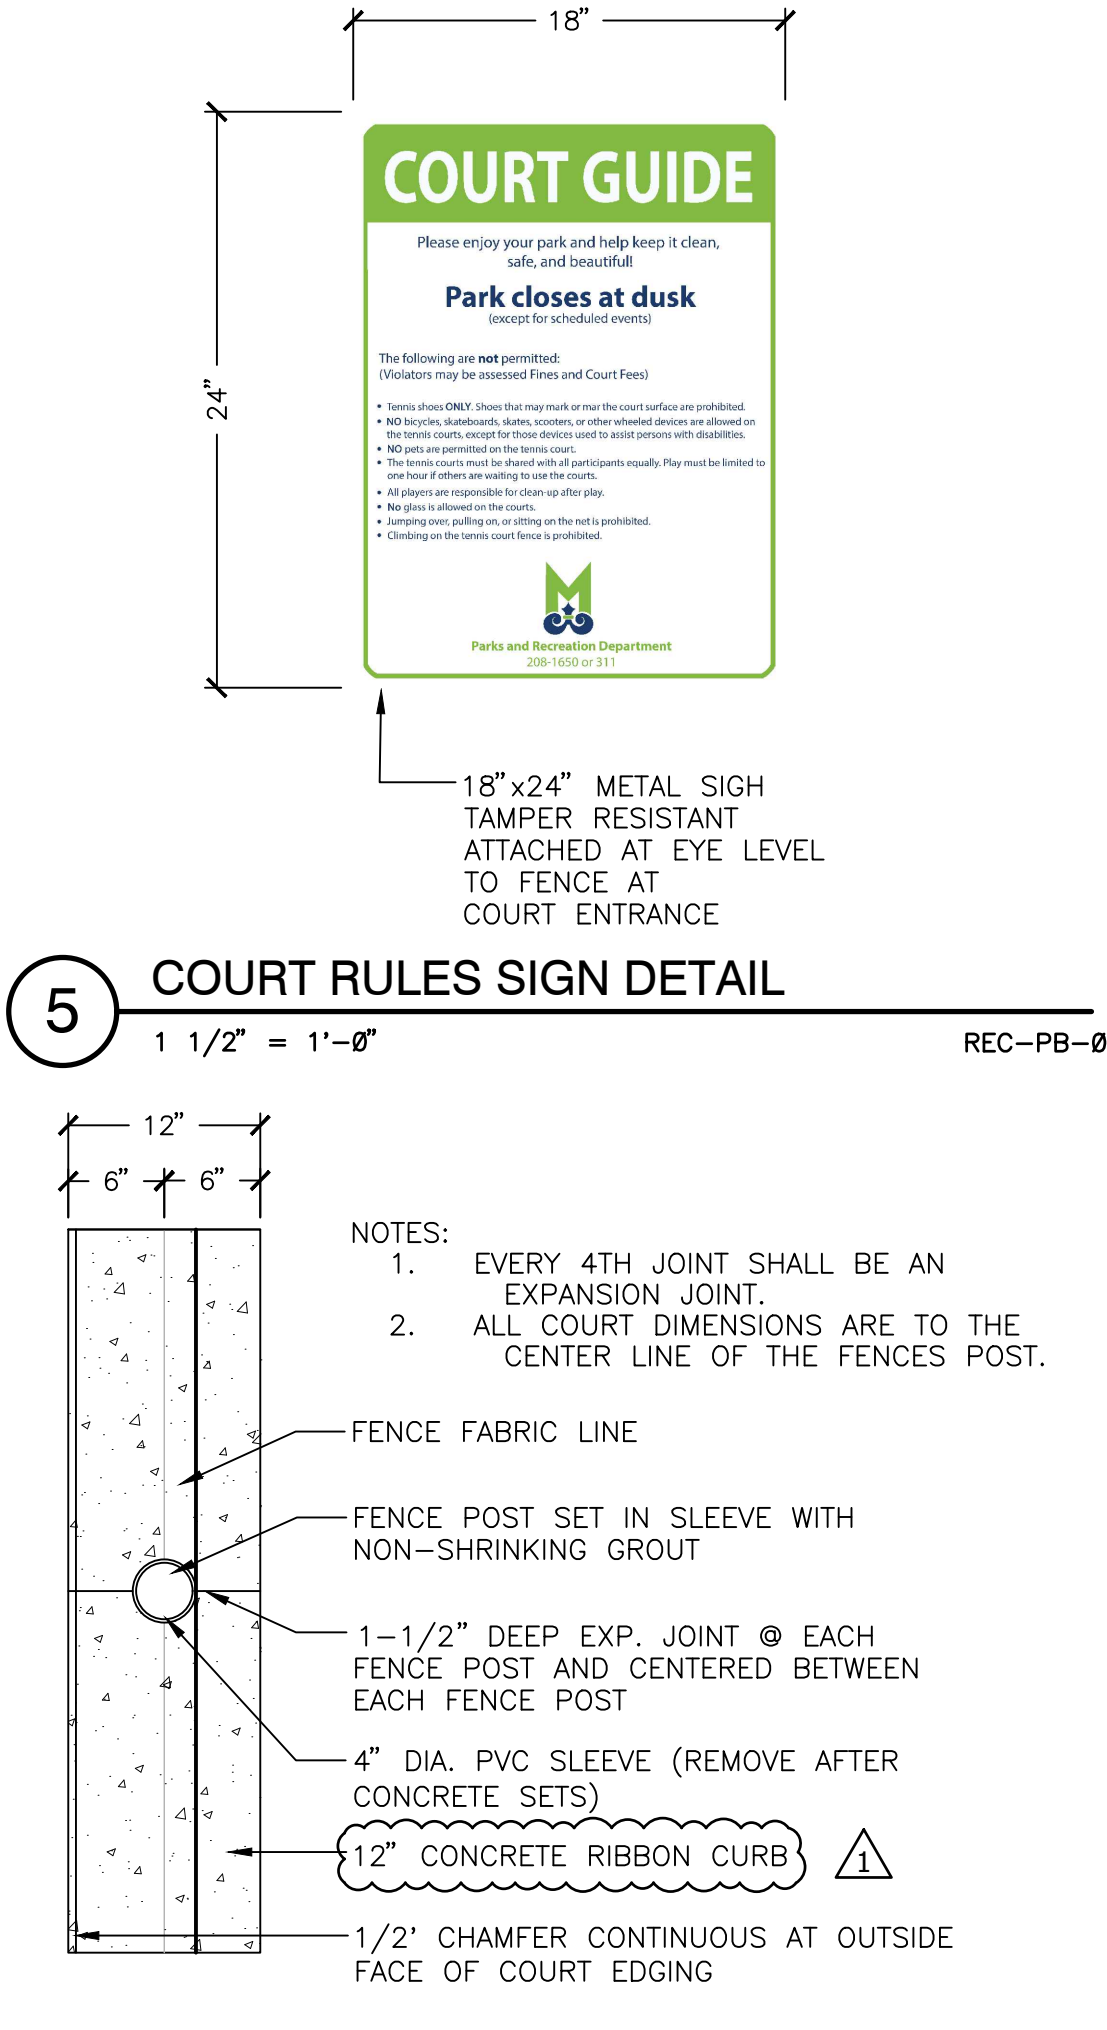 18”
24”
COURT GUIDE
Please enjoy your park and help keep it clean,
safe, and beautiful!
Park closes at dusk
(except for scheduled events)
The following are not permitted:
(Violators may be assessed Fines and Court Fees)
• Tennis shoes ONLY. Shoes that may mark or mar the court surface are prohibited.
• NO bicycles, skateboards, skates, scooters, or other wheeled devices are allowed on
the tennis courts, except for those devices used to assist persons with disabilities.
• NO pets are permitted on the tennis court.
• The tennis courts must be shared with all participants equally. Play must be limited to
one hour if others are waiting to use the courts.
• All players are responsible for clean-up after play.
• No glass is allowed on the courts.
• Jumping over, pulling on, or sitting on the net is prohibited.
• Climbing on the tennis court fence is prohibited.
M
Parks and Recreation Department
208-1650 or 311
18”x24” METAL SIGH
TAMPER RESISTANT
ATTACHED AT EYE LEVEL
TO FENCE AT
COURT ENTRANCE
5
COURT RULES SIGN DETAIL
1 1/2” = 1’-0”
REC-PB-0
12”
6” 6”
NOTES:
1. EVERY 4TH JOINT SHALL BE AN
EXPANSION JOINT.
2. ALL COURT DIMENSIONS ARE TO THE
CENTER LINE OF THE FENCES POST.
FENCE FABRIC LINE
FENCE POST SET IN SLEEVE WITH
NON-SHRINKING GROUT
1-1/2” DEEP EXP. JOINT @ EACH
FENCE POST AND CENTERED BETWEEN
EACH FENCE POST
4” DIA. PVC SLEEVE (REMOVE AFTER
CONCRETE SETS)
12” CONCRETE RIBBON CURB
1
1/2’ CHAMFER CONTINUOUS AT OUTSIDE
FACE OF COURT EDGING